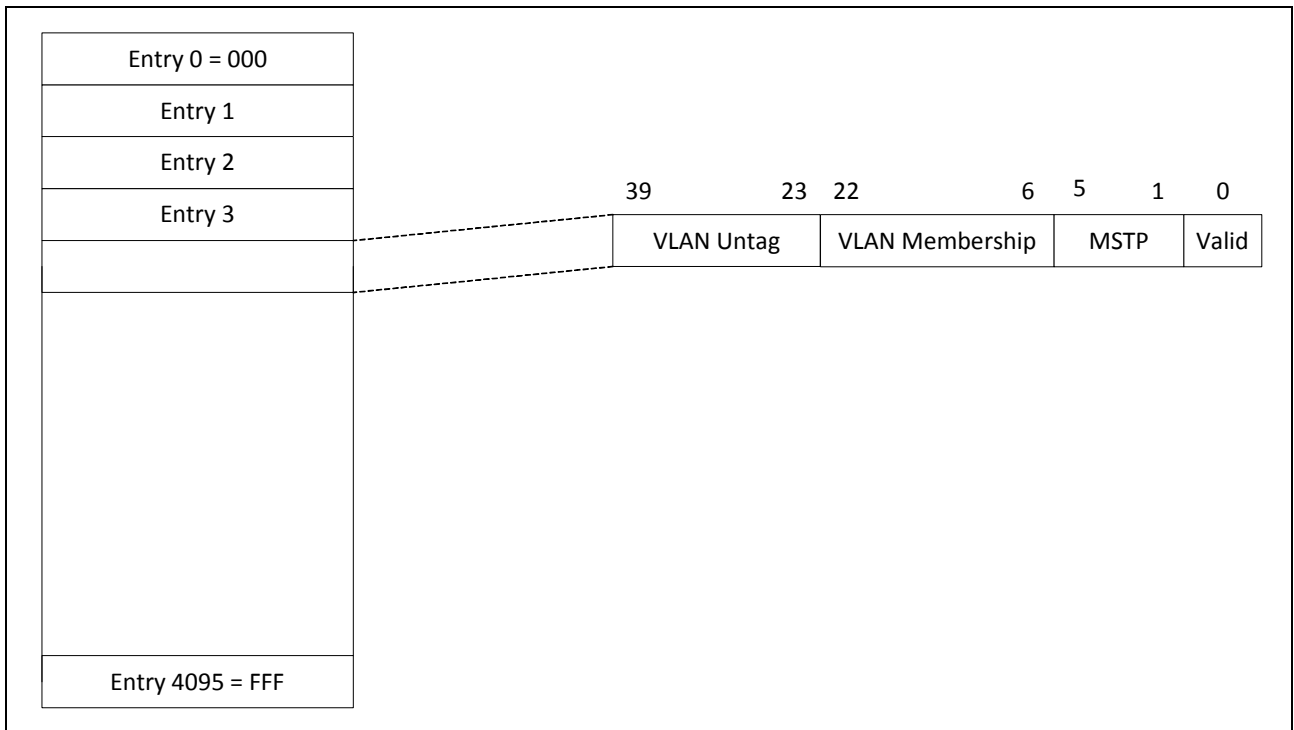 Entry 0 = 000
Entry 1
Entry 2
Entry 3
39 23 22 6 5 1 0
VLAN Untag VLAN Membership MSTP Valid
Entry 4095 = FFF